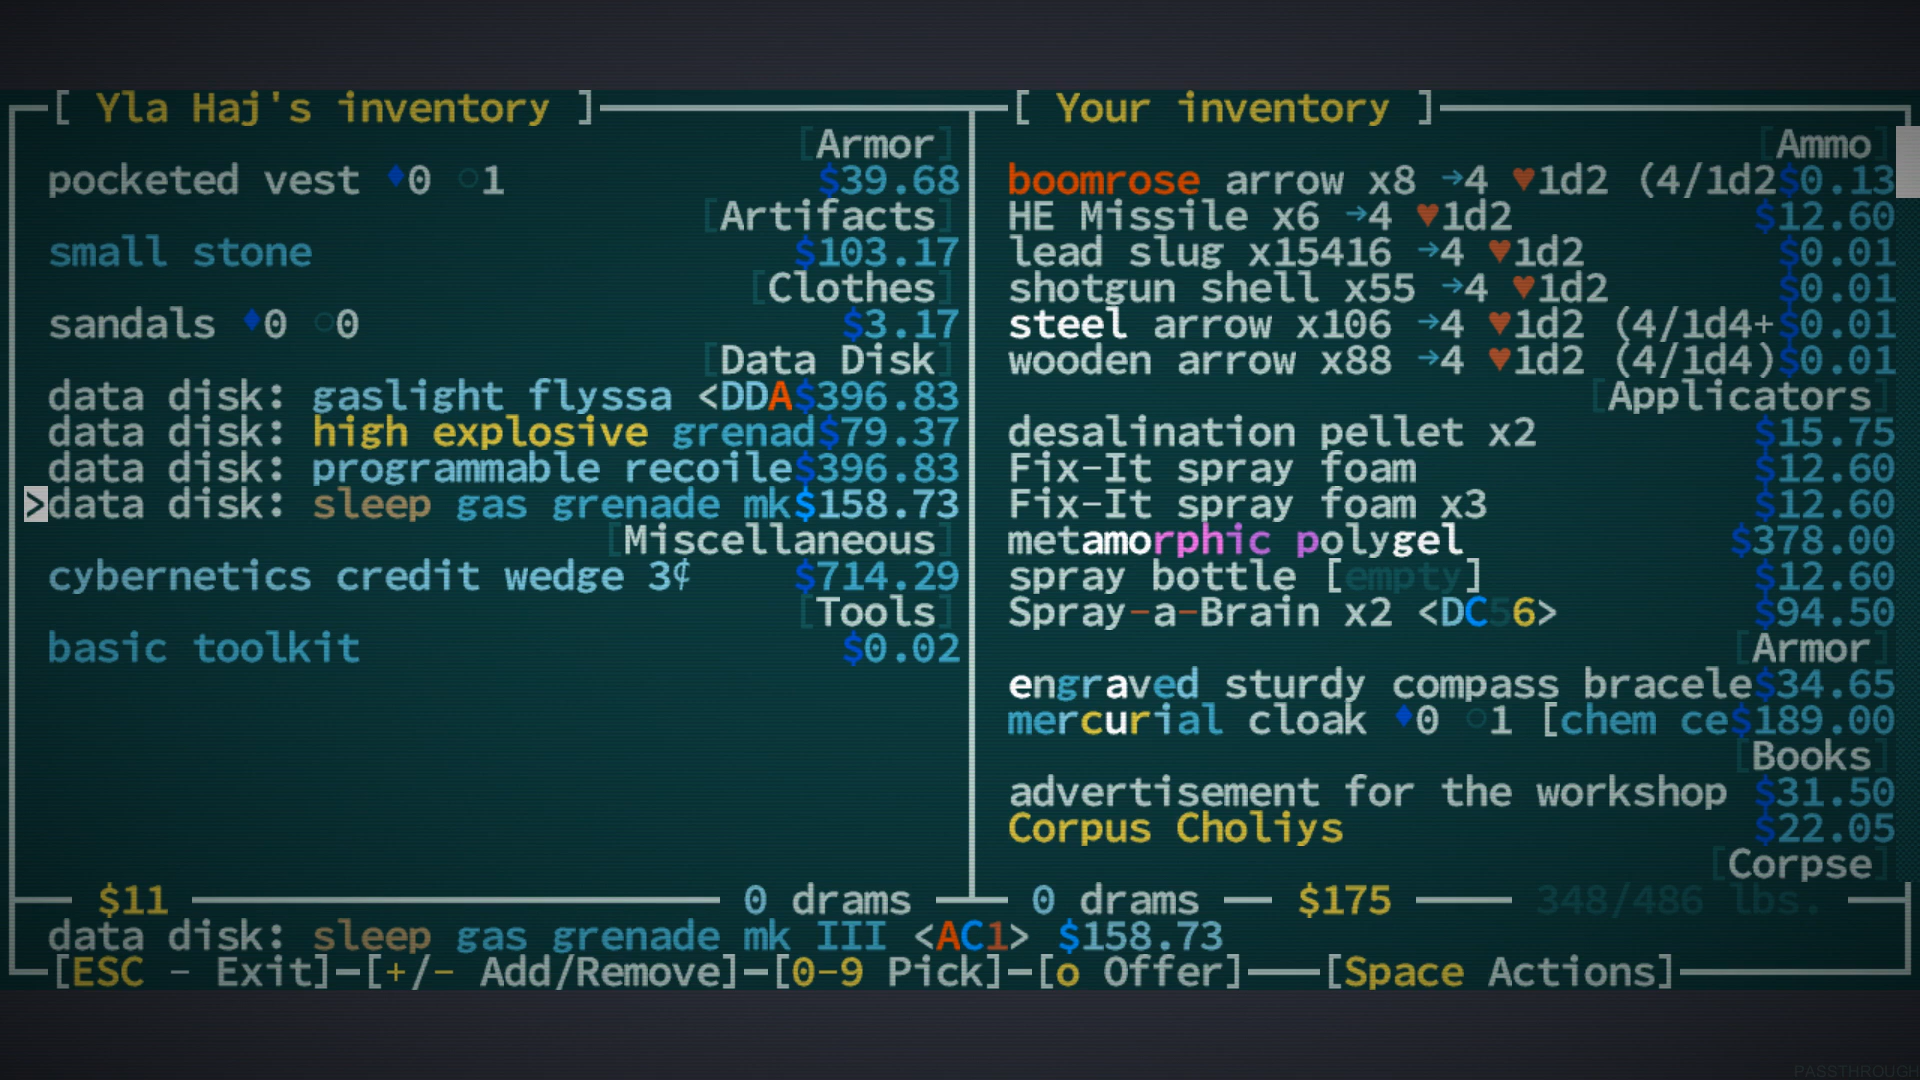 [ Yla Haj's inventory ]
[Armor]
pocketed vest ♦0 ○1 $39.68
[Artifacts]
small stone $103.17
[Clothes]
sandals ♦0 ○0 $3.17
[Data Disk]
data disk: gaslight flyssa <DDA$396.83
data disk: high explosive grenad$79.37
data disk: programmable recoile$396.83
>data disk: sleep gas grenade mk$158.73
[Miscellaneous]
cybernetics credit wedge 3¢ $714.29
[Tools]
basic toolkit $0.02
$11 0 drams
[ Your inventory ]
[Ammo]
boomrose arrow x8 →4 ♥1d2 (4/1d2$0.13
HE Missile x6 →4 ♥1d2 $12.60
lead slug x15416 →4 ♥1d2 $0.01
shotgun shell x55 →4 ♥1d2 $0.01
steel arrow x106 →4 ♥1d2 (4/1d4+$0.01
wooden arrow x88 →4 ♥1d2 (4/1d4)$0.01
[Applicators]
desalination pellet x2 $15.75
Fix-It spray foam $12.60
Fix-It spray foam x3 $12.60
metamorphic polygel $378.00
spray bottle [empty] $12.60
Spray-a-Brain x2 <DC56> $94.50
[Armor]
engraved sturdy compass bracele$34.65
mercurial cloak ♦0 ○1 [chem ce$189.00
[Books]
advertisement for the workshop $31.50
Corpus Choliys $22.05
[Corpse]
0 drams $175 348/486 lbs.
data disk: sleep gas grenade mk III <AC1> $158.73
[ESC - Exit] [+/- Add/Remove] [0-9 Pick] [o Offer] [Space Actions]
PASSTHROUGH